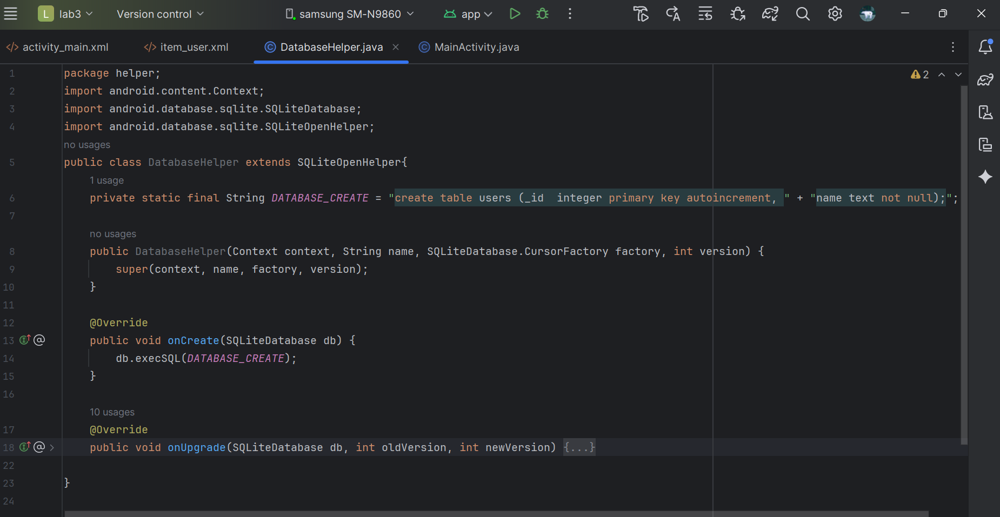 L lab3 Version control samsung SM-N9860 app
activity_main.xml item_user.xml DatabaseHelper.java MainActivity.java
2
1 package helper;
2 import android.content.Context;
3 import android.database.sqlite.SQLiteDatabase;
4 import android.database.sqlite.SQLiteOpenHelper;
no usages
5 public class DatabaseHelper extends SQLiteOpenHelper{
1 usage
6 private static final String DATABASE_CREATE = "create table users (_id  integer primary key autoincrement, " + "name text not null);";
7
no usages
8 public DatabaseHelper(Context context, String name, SQLiteDatabase.CursorFactory factory, int version) {
9 super(context, name, factory, version);
10 }
11
12 @Override
13 public void onCreate(SQLiteDatabase db) {
14 db.execSQL(DATABASE_CREATE);
15 }
16
10 usages
17 @Override
18 public void onUpgrade(SQLiteDatabase db, int oldVersion, int newVersion) {...}
22
23 }
24